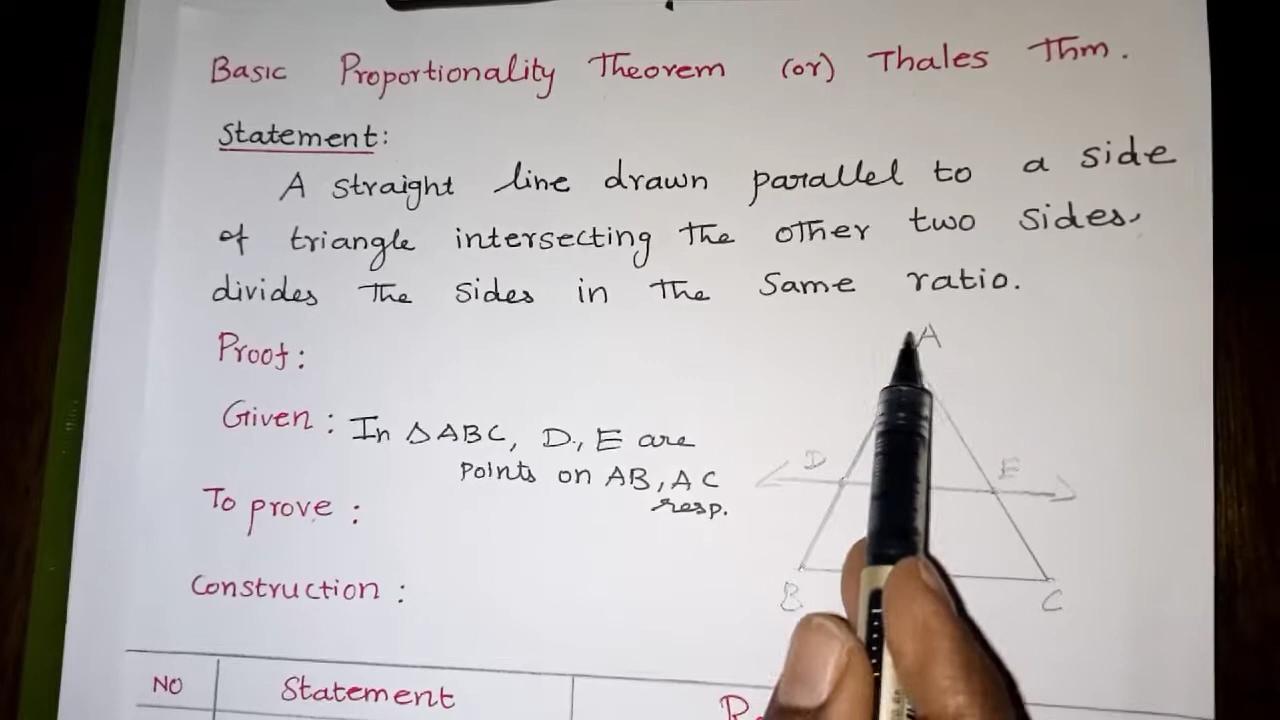 Basic Proportionality Theorem (or) Thales Thm.
Statement:
A straight line drawn parallel to a side
of triangle intersecting the other two sides,
divides the sides in the same ratio.
Proof:
Given: In △ABC, D, E are
points on AB, AC
resp.
To prove:
Construction:
A
D
E
B
C
NO
Statement